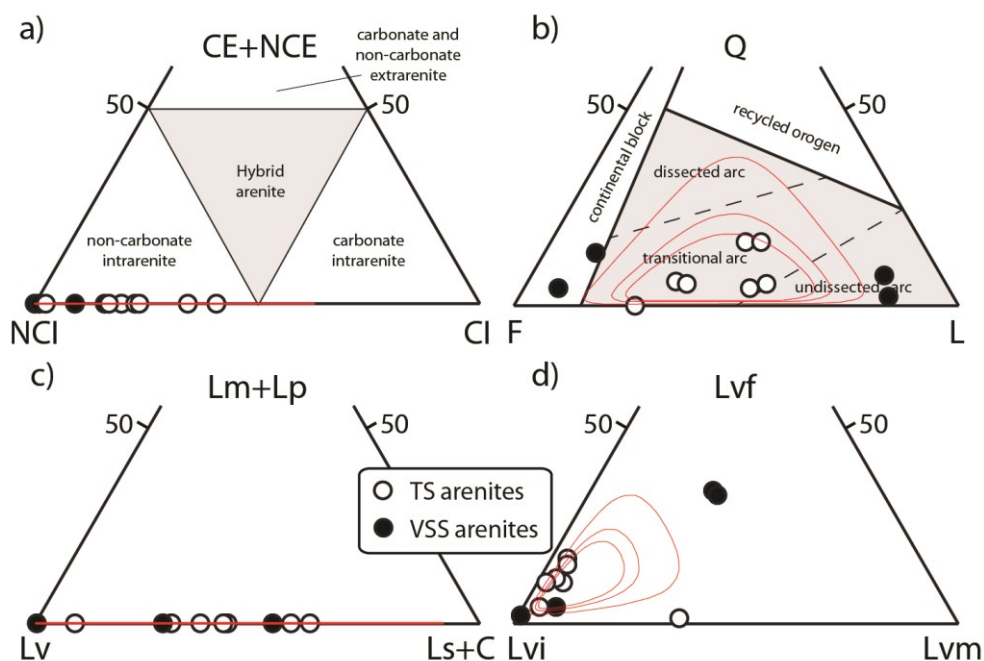 a)
CE+NCE
carbonate and
non-carbonate
extrarenite
50
50
Hybrid
arenite
non-carbonate
intrarenite
carbonate
intrarenite
NCI
CI
b)
Q
50
50
continental block
recycled orogen
dissected arc
transitional arc
undissected arc
F
L
c)
Lm+Lp
50
Lv
Ls+C
TS arenites
VSS arenites
d)
Lvf
50
50
Lvi
Lvm